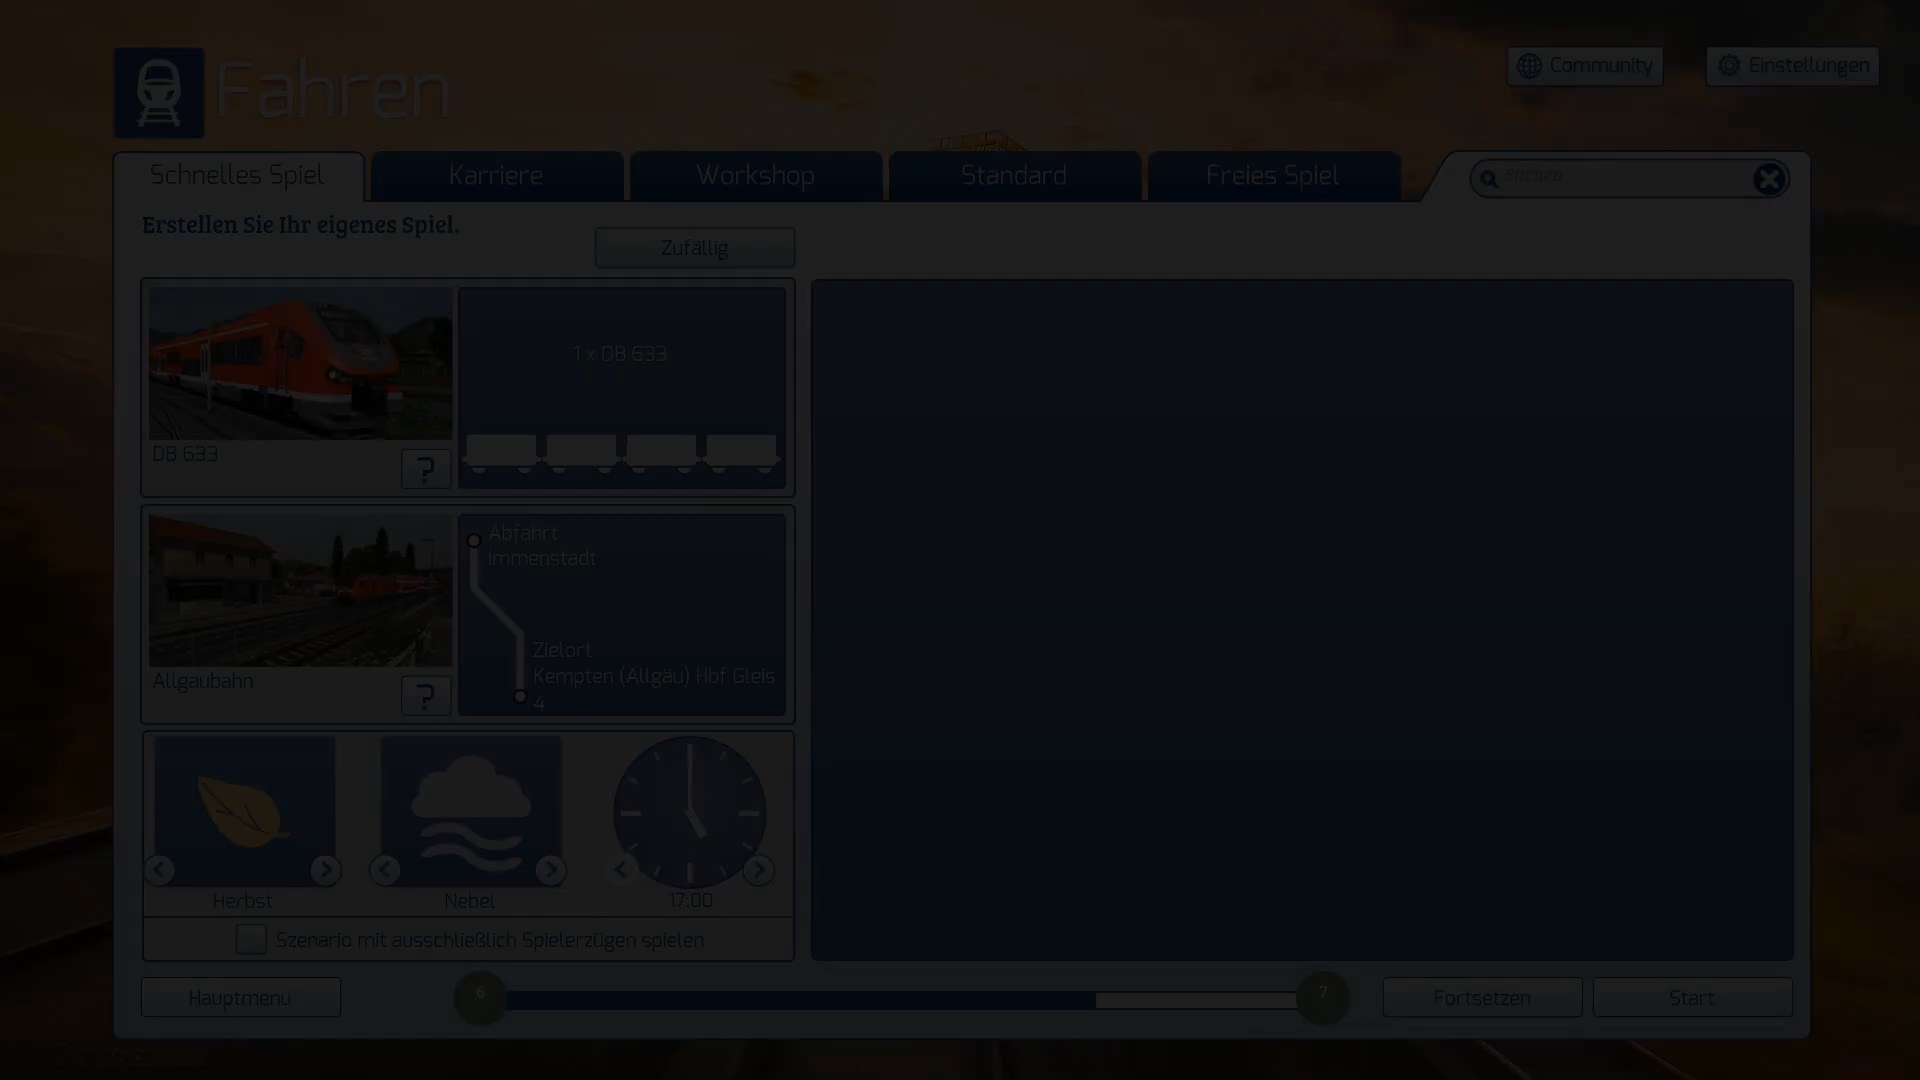 Fahren
Community
Einstellungen
Schnelles Spiel
Karriere
Workshop
Standard
Freies Spiel
Suchen
Erstellen Sie Ihr eigenes Spiel.
Zufällig
1 x DB 633
DB 633
?
Abfahrt
Immenstadt
Zielort
Kempten (Allgäu) Hbf Gleis
4
Allgaubahn
?
Herbst
Nebel
17:00
Szenario mit ausschließlich Spielerzügen spielen
Hauptmenü
6
7
Fortsetzen
Start